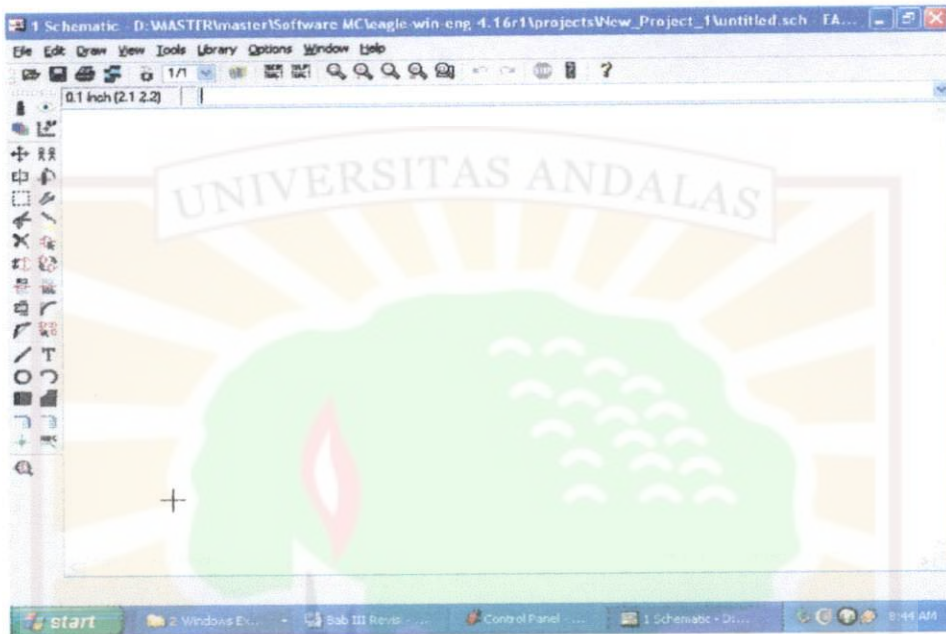 1 Schematic - D:\MASTTR\master\Software MC\eagle-win-eng-4.16r1\projects\New_Project_1\untitled.sch - EA...
File Edit Draw View Tools Library Options Window Help
1/1
0.1 inch (2.1 2.2)
UNIVERSITAS ANDALAS
start 2 Windows Ex... Bab III Revis - ... Control Panel - ... 1 Schematic - D:... 8:44 AM